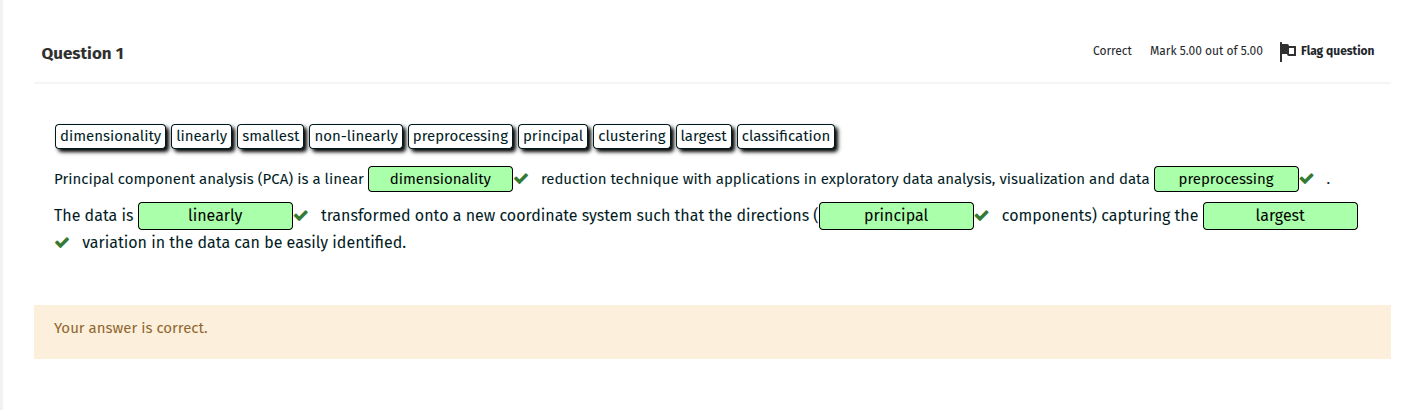 Question 1
Correct Mark 5.00 out of 5.00 Flag question
dimensionality linearly smallest non-linearly preprocessing principal clustering largest classification
Principal component analysis (PCA) is a linear dimensionality reduction technique with applications in exploratory data analysis, visualization and data preprocessing .
The data is linearly transformed onto a new coordinate system such that the directions (principal components) capturing the largest
variation in the data can be easily identified.
Your answer is correct.